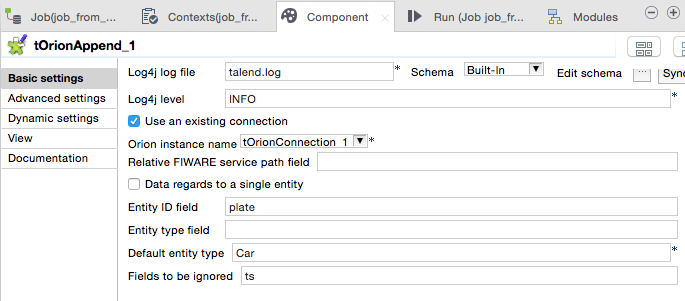 Job(job_from_... Contexts(job_fr... Component Run (Job job_fr... Modules
tOrionAppend_1
Basic settings
Advanced settings
Dynamic settings
View
Documentation
Log4j log file talend.log * Schema Built-In Edit schema ... Sync
Log4j level INFO *
Use an existing connection
Orion instance name tOrionConnection_1 *
Relative FIWARE service path field
Data regards to a single entity
Entity ID field plate
Entity type field
Default entity type Car *
Fields to be ignored ts